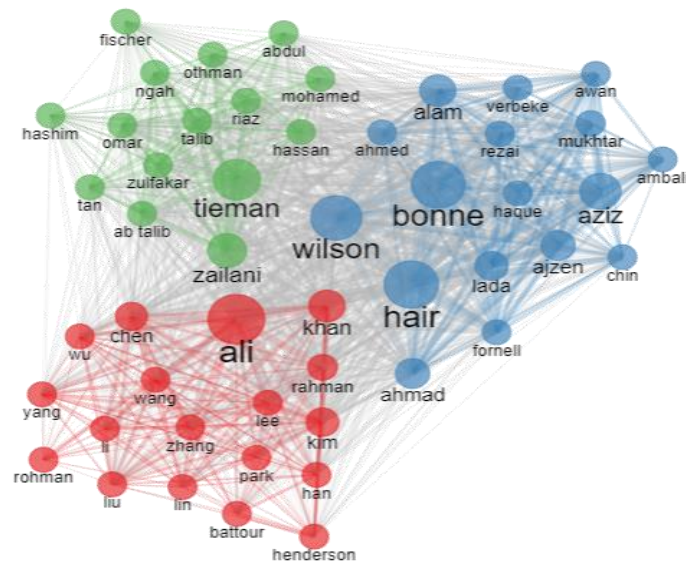 fischer
abdul
othman
ngah
mohamed
riaz
hashim
omar
talib
hassan
zulfakar
tan
ab talib
tieman
zailani
alam
verbeke
awan
ahmed
rezai
mukhtar
ambali
bonne
haque
aziz
wilson
lada
ajzen
chin
hair
fornell
ahmad
chen
khan
wu
ali
rahman
wang
yang
lee
li
zhang
kim
rohman
park
han
liu
lin
battour
henderson